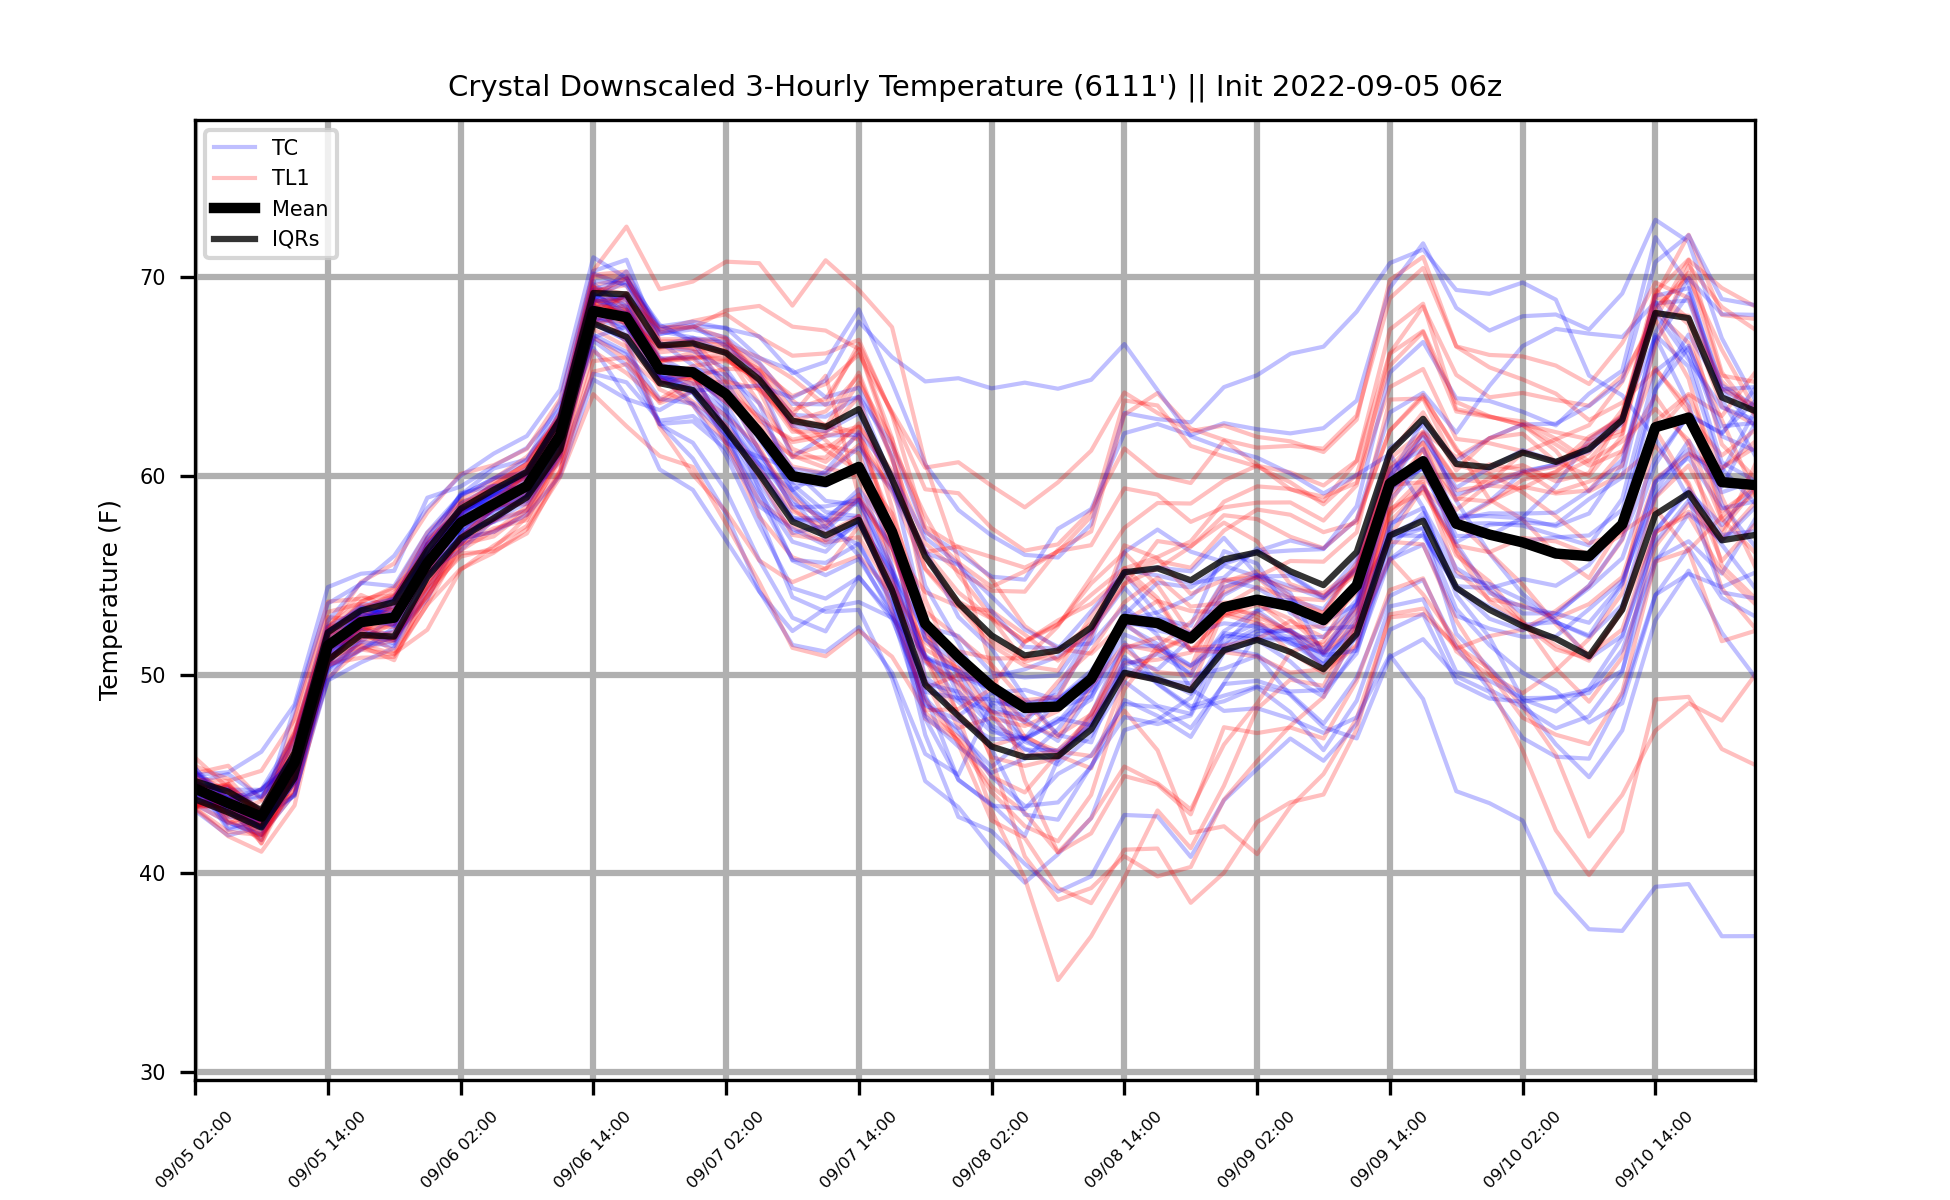 Crystal Downscaled 3-Hourly Temperature (6111') || Init 2022-09-05 06z
TC
TL1
Mean
IQRs
Temperature (F)
70
60
50
40
30
09/05 02:00
09/05 14:00
09/06 02:00
09/06 14:00
09/07 02:00
09/07 14:00
09/08 02:00
09/08 14:00
09/09 02:00
09/09 14:00
09/10 02:00
09/10 14:00